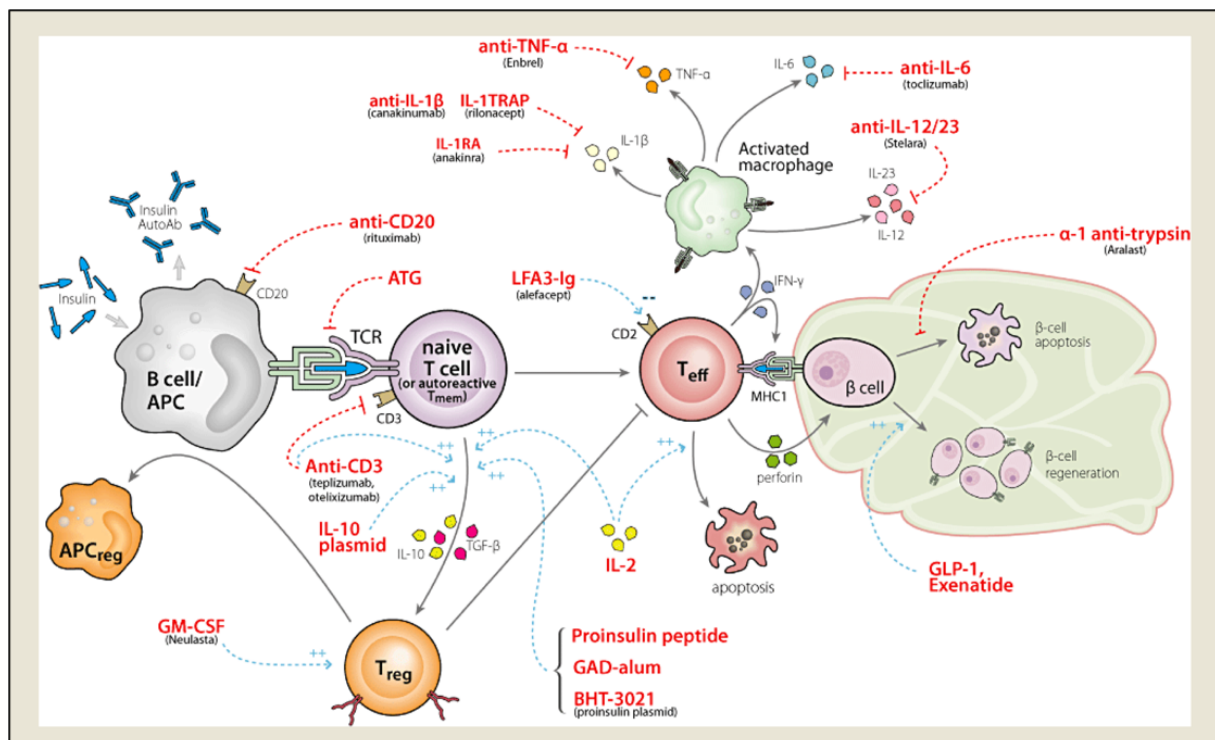 anti-TNF-α
(Enbrel)
TNF-α
IL-6
anti-IL-6
(toclizumab)
anti-IL-1β
(canakinumab)
IL-1TRAP
(rilonacept)
IL-1RA
(anakinra)
IL-1β
Activated
macrophage
anti-IL-12/23
(Stelara)
IL-23
IL-12
Insulin
AutoAb
anti-CD20
(rituximab)
CD20
Insulin
ATG
LFA3-Ig
(alefacept)
--
IFN-γ
α-1 anti-trypsin
(Aralast)
B cell/
APC
TCR
naive
T cell
(or autoreactive
Tmem)
CD3
CD2
Teff
MHC1
β cell
β-cell
apoptosis
++
++
++
++
Anti-CD3
(teplizumab,
otelixizumab)
++
++
perforin
β-cell
regeneration
IL-10
plasmid
IL-10
TGF-β
IL-2
apoptosis
APCreg
GLP-1,
Exenatide
GM-CSF
(Neulasta)
++
Treg
Proinsulin peptide
GAD-alum
BHT-3021
(proinsulin plasmid)